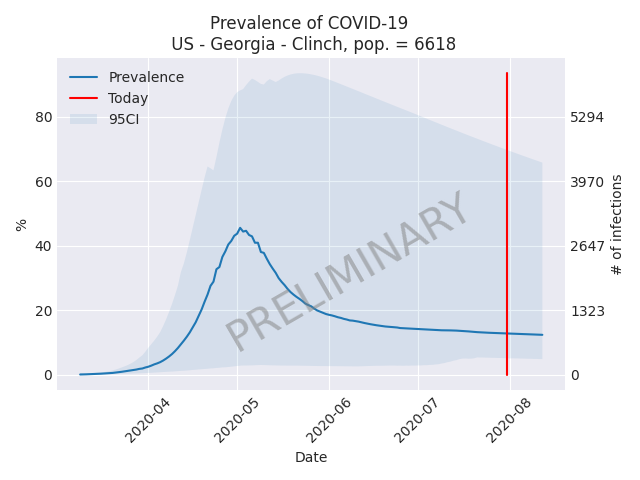 Prevalence of COVID-19
US - Georgia - Clinch, pop. = 6618
Prevalence
Today
95CI
80
60
40
20
0
%
5294
3970
2647
1323
0
# of infections
PRELIMINARY
2020-04
2020-05
2020-06
2020-07
2020-08
Date